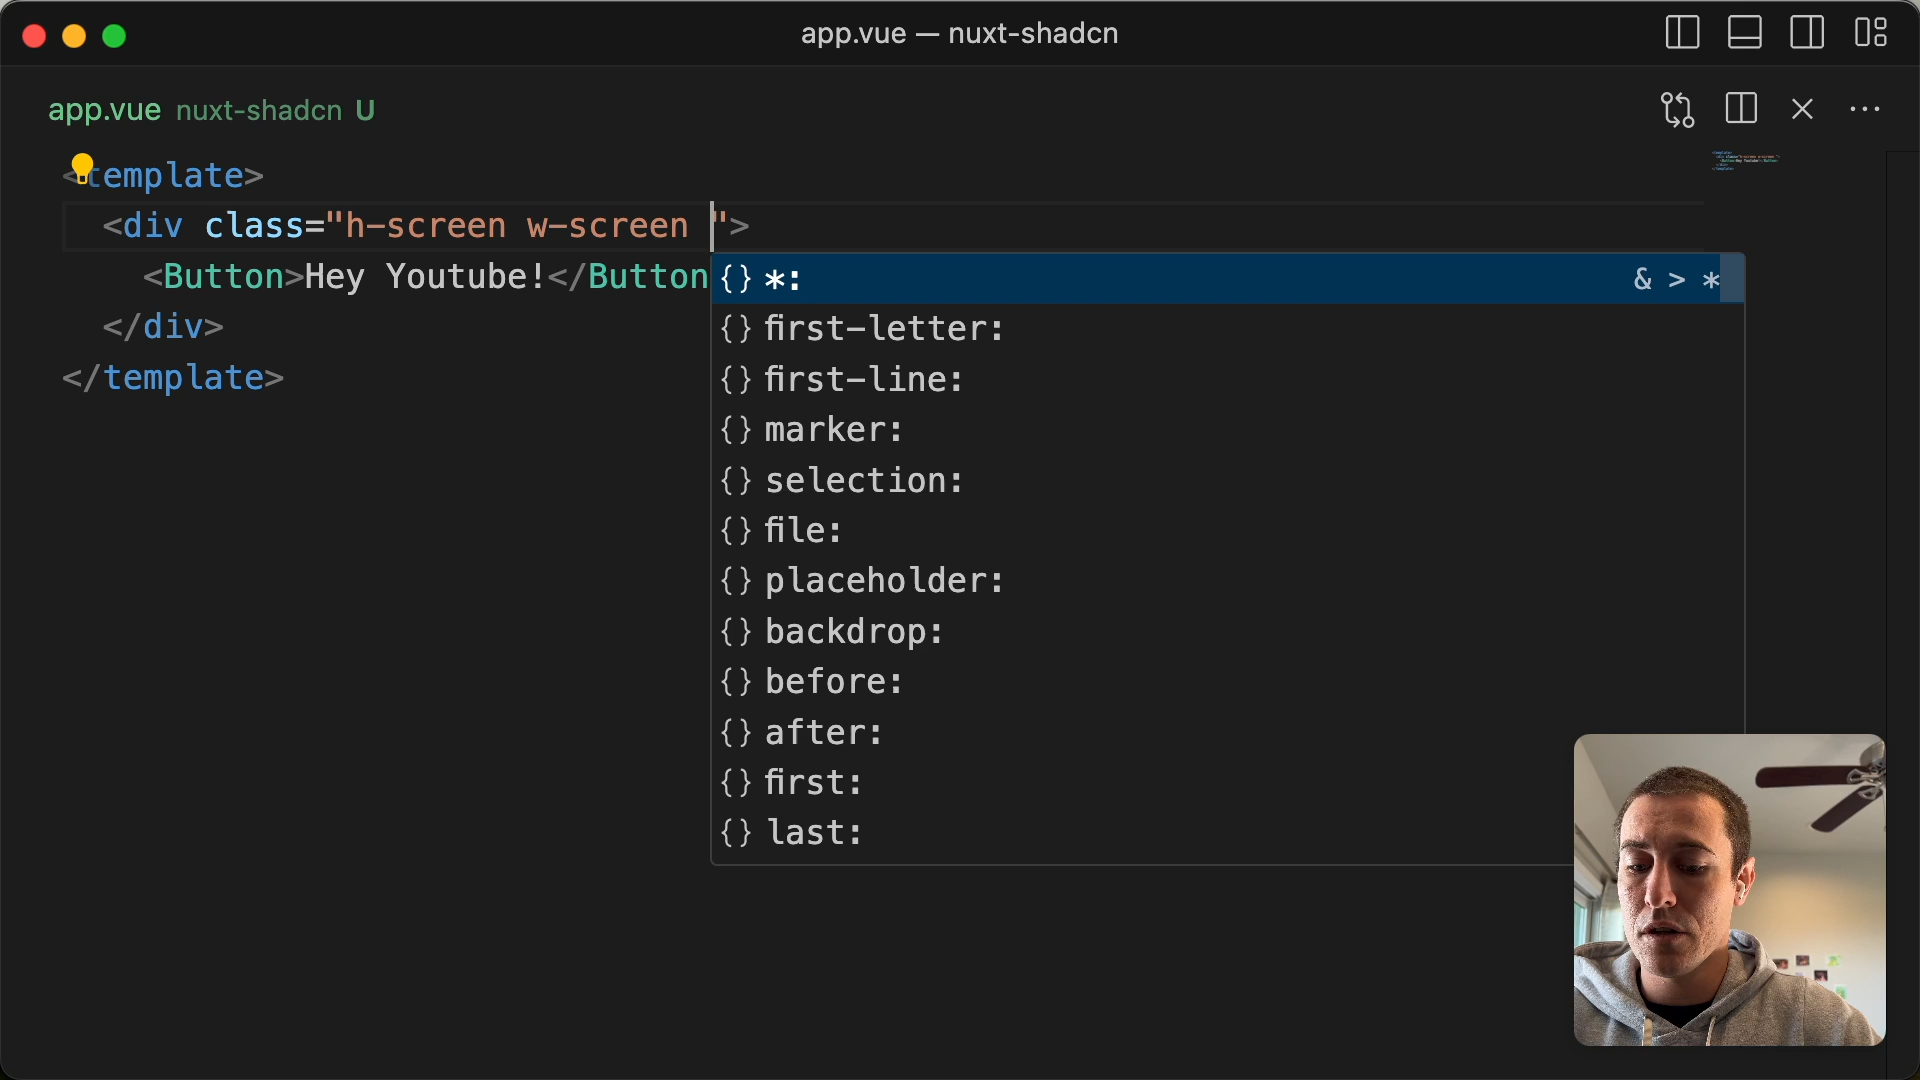 app.vue — nuxt-shadcn
app.vue nuxt-shadcn U
<template>
<div class="h-screen w-screen ">
<Button>Hey Youtube!</Button
</div>
</template>
{} *: & > *
{} first-letter:
{} first-line:
{} marker:
{} selection:
{} file:
{} placeholder:
{} backdrop:
{} before:
{} after:
{} first:
{} last: